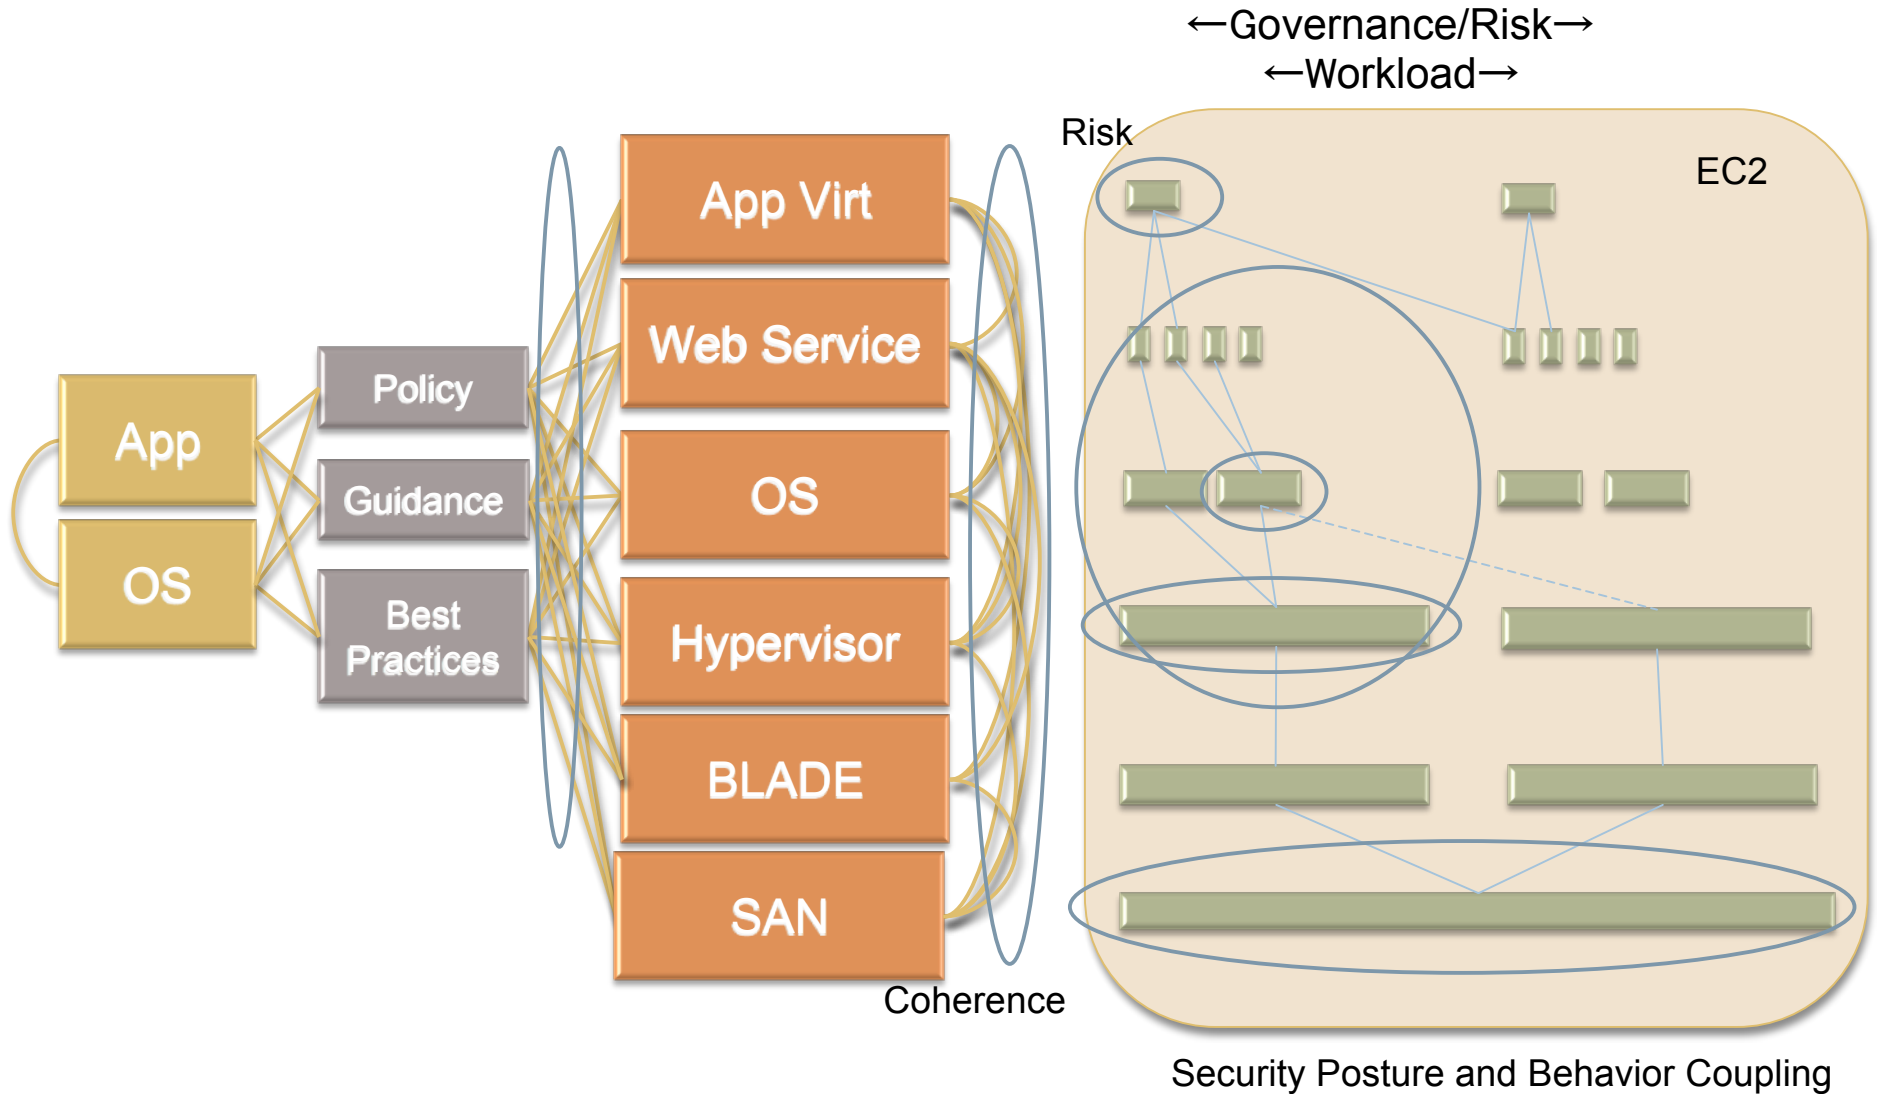 ←Governance/Risk→
←Workload→
Risk
EC2
App Virt
Web Service
Policy
App
Guidance
OS
OS
Best
Practices
Hypervisor
BLADE
SAN
Coherence
Security Posture and Behavior Coupling